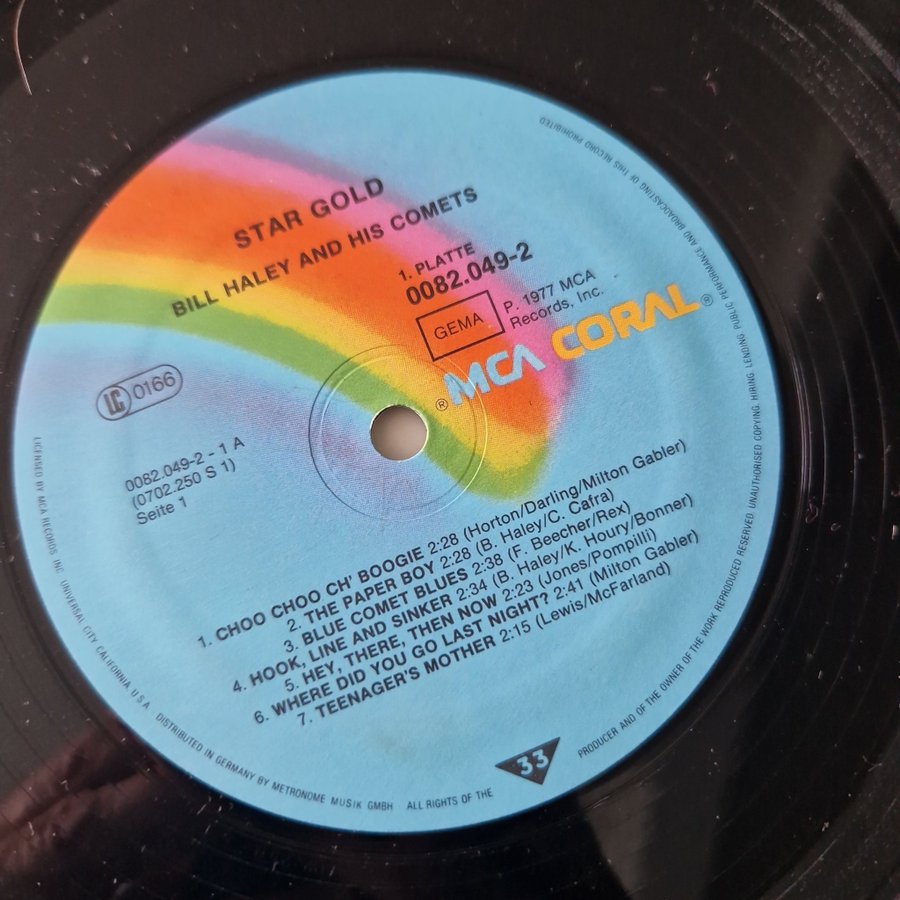 STAR GOLD
BILL HALEY AND HIS COMETS
1. PLATTE
0082.049-2
GEMA
P. 1977 MCA
Records, Inc.
® MCA CORAL ®
LC 0166
0082.049-2 - 1 A
(0702.250 S 1)
Seite 1
1. CHOO CHOO CH' BOOGIE 2:28 (Horton/Darling/Milton Gabler)
2. THE PAPER BOY 2:28 (B. Haley/C. Cafra)
3. BLUE COMET BLUES 2:38 (F. Beecher/Rex)
4. HOOK, LINE AND SINKER 2:34 (B. Haley/K. Houry/Bonner)
5. HEY, THERE, THEN NOW 2:23 (Jones/Pompilli)
6. WHERE DID YOU GO LAST NIGHT? 2:41 (Milton Gabler)
7. TEENAGER'S MOTHER 2:15 (Lewis/McFarland)
33
LICENSED BY MCA RECORDS INC. UNIVERSAL CITY, CALIFORNIA, U.S.A. DISTRIBUTED IN GERMANY BY METRONOME MUSIK GMBH ALL RIGHTS OF THE PRODUCER AND OF THE OWNER OF THE WORK REPRODUCED RESERVED. UNAUTHORISED COPYING. HIRING. LENDING. PUBLIC PERFORMANCE AND BROADCASTING OF THIS RECORD PROHIBITED